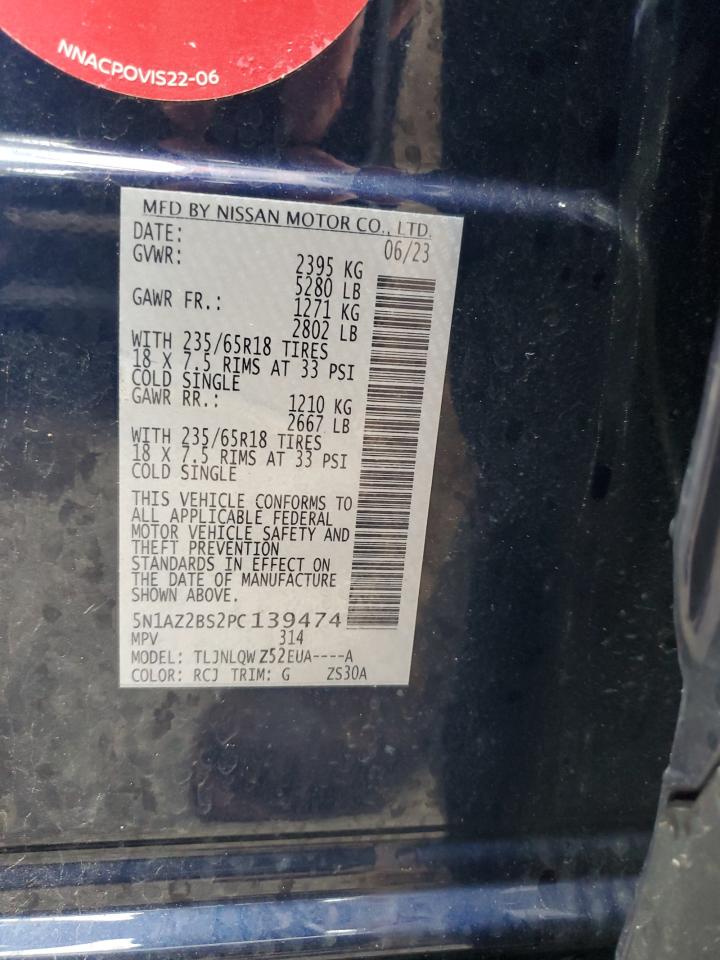 NNACPOVIS22-06
MFD BY NISSAN MOTOR CO., LTD.
DATE: 06/23
GVWR: 2395 KG
5280 LB
GAWR FR.: 1271 KG
2802 LB
WITH 235/65R18 TIRES
18 X 7.5 RIMS AT 33 PSI
COLD SINGLE
GAWR RR.: 1210 KG
2667 LB
WITH 235/65R18 TIRES
18 X 7.5 RIMS AT 33 PSI
COLD SINGLE
THIS VEHICLE CONFORMS TO
ALL APPLICABLE FEDERAL
MOTOR VEHICLE SAFETY AND
THEFT PREVENTION
STANDARDS IN EFFECT ON
THE DATE OF MANUFACTURE
SHOWN ABOVE.
5N1AZ2BS2PC139474
MPV 314
MODEL: TLJNLQW Z52EUA----A
COLOR: RCJ TRIM: G ZS30A